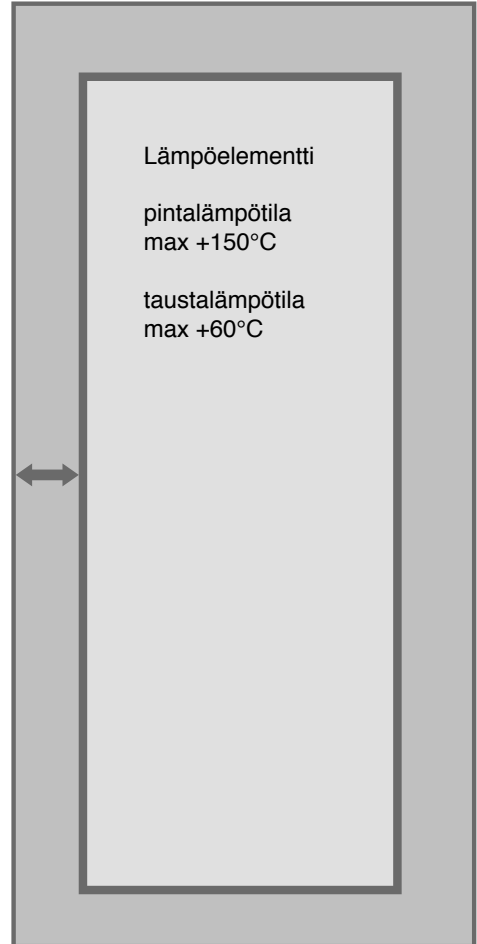 Lämpöelementti
pintalämpötila
max +150°C
taustalämpötila
max +60°C